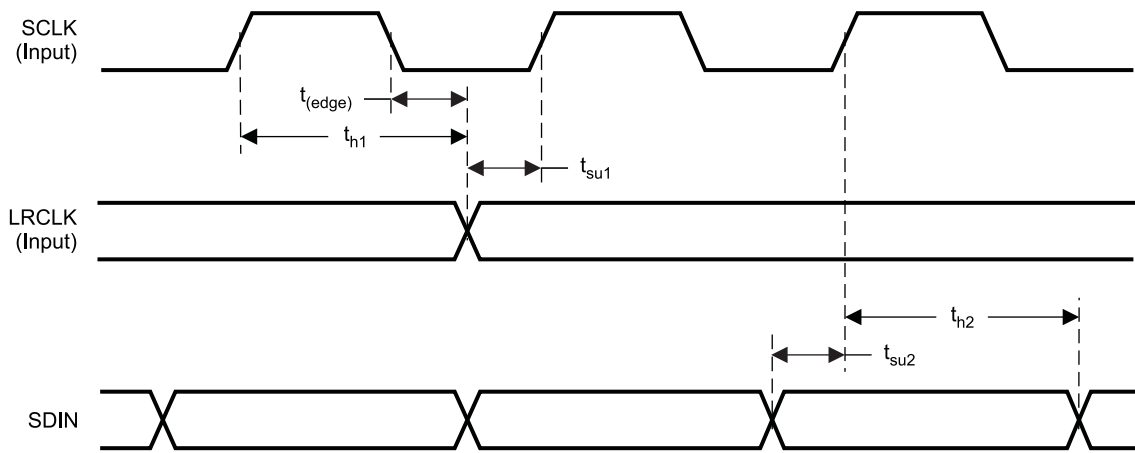 SCLK
(Input)
t(edge)
th1
tsu1
LRCLK
(Input)
th2
tsu2
SDIN